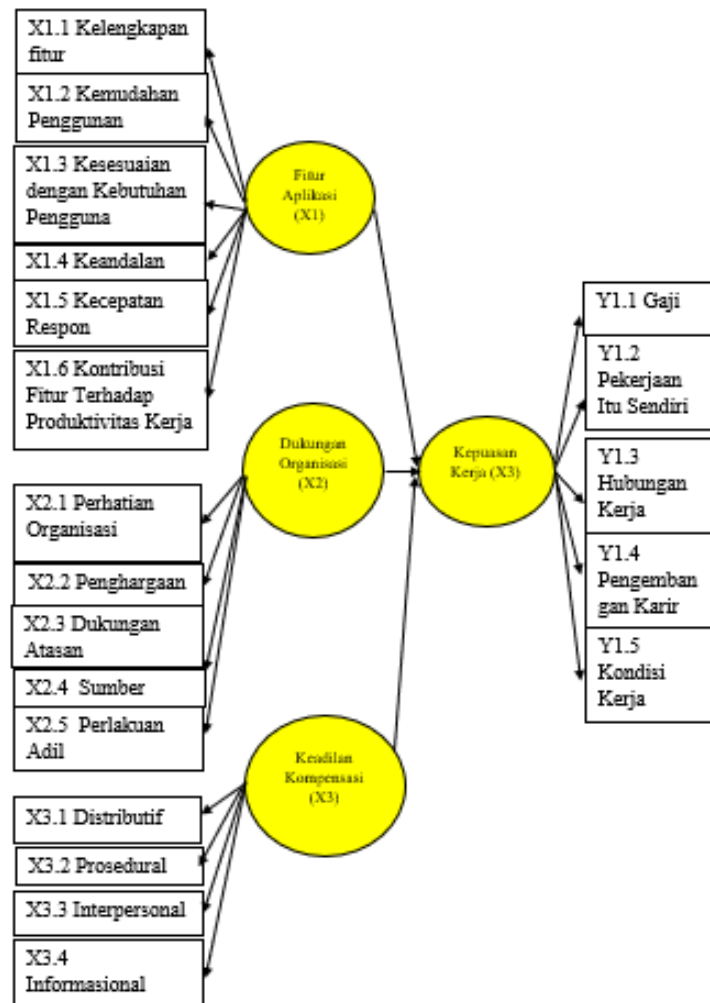 X1.1 Kelengkapan
fitur
X1.2 Kemudahan
Penggunan
X1.3 Kesesuaian
dengan Kebutuhan
Pengguna
X1.4 Keandalan
X1.5 Kecepatan
Respon
X1.6 Kontribusi
Fitur Terhadap
Produktivitas Kerja
Fitur
Aplikasi
(X1)
X2.1 Perhatian
Organisasi
X2.2 Penghargaan
X2.3 Dukungan
Atasan
X2.4 Sumber
X2.5 Perlakuan
Adil
Dukungan
Organisasi
(X2)
X3.1 Distributif
X3.2 Prosedural
X3.3 Interpersonal
X3.4
Informasional
Keadilan
Kompensasi
(X3)
Kepuasan
Kerja (X3)
Y1.1 Gaji
Y1.2
Pekerjaan
Itu Sendiri
Y1.3
Hubungan
Kerja
Y1.4
Pengemban
gan Karir
Y1.5
Kondisi
Kerja